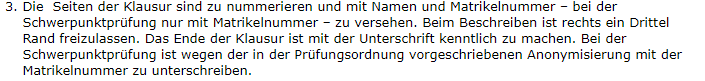 3. Die Seiten der Klausur sind zu nummerieren und mit Namen und Matrikelnummer – bei der
Schwerpunktprüfung nur mit Matrikelnummer – zu versehen. Beim Beschreiben ist rechts ein Drittel
Rand freizulassen. Das Ende der Klausur ist mit der Unterschrift kenntlich zu machen. Bei der
Schwerpunktprüfung ist wegen der in der Prüfungsordnung vorgeschriebenen Anonymisierung mit der
Matrikelnummer zu unterschreiben.